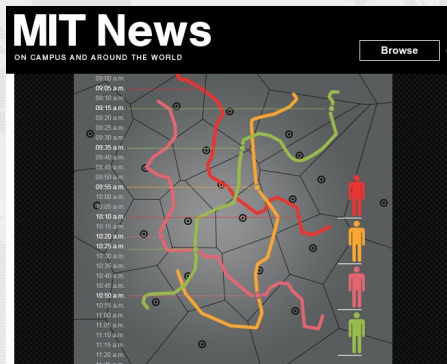 MIT News
ON CAMPUS AND AROUND THE WORLD
Browse
09:00 a.m.
09:05 a.m.
09:10 a.m.
09:15 a.m.
09:20 a.m.
09:25 a.m.
09:30 a.m.
09:35 a.m.
09:40 a.m.
09:45 a.m.
09:50 a.m.
09:55 a.m.
10:00 a.m.
10:05 a.m.
10:10 a.m.
10:15 a.m.
10:20 a.m.
10:25 a.m.
10:30 a.m.
10:35 a.m.
10:40 a.m.
10:45 a.m.
10:50 a.m.
10:55 a.m.
11:00 a.m.
11:05 a.m.
11:10 a.m.
11:15 a.m.
11:20 a.m.